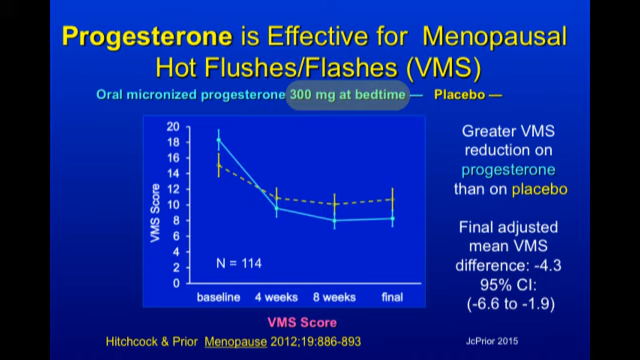 Progesterone is Effective for Menopausal
Hot Flushes/Flashes (VMS)
Oral micronized progesterone 300 mg at bedtime — Placebo —
20
18
16
14
12
10
8
6
4
2
0
VMS Score
N = 114
baseline 4 weeks 8 weeks final
VMS Score
Greater VMS
reduction on
progesterone
than on placebo
Final adjusted
mean VMS
difference: -4.3
95% CI:
(-6.6 to -1.9)
Hitchcock & Prior Menopause 2012;19:886-893
JcPrior 2015